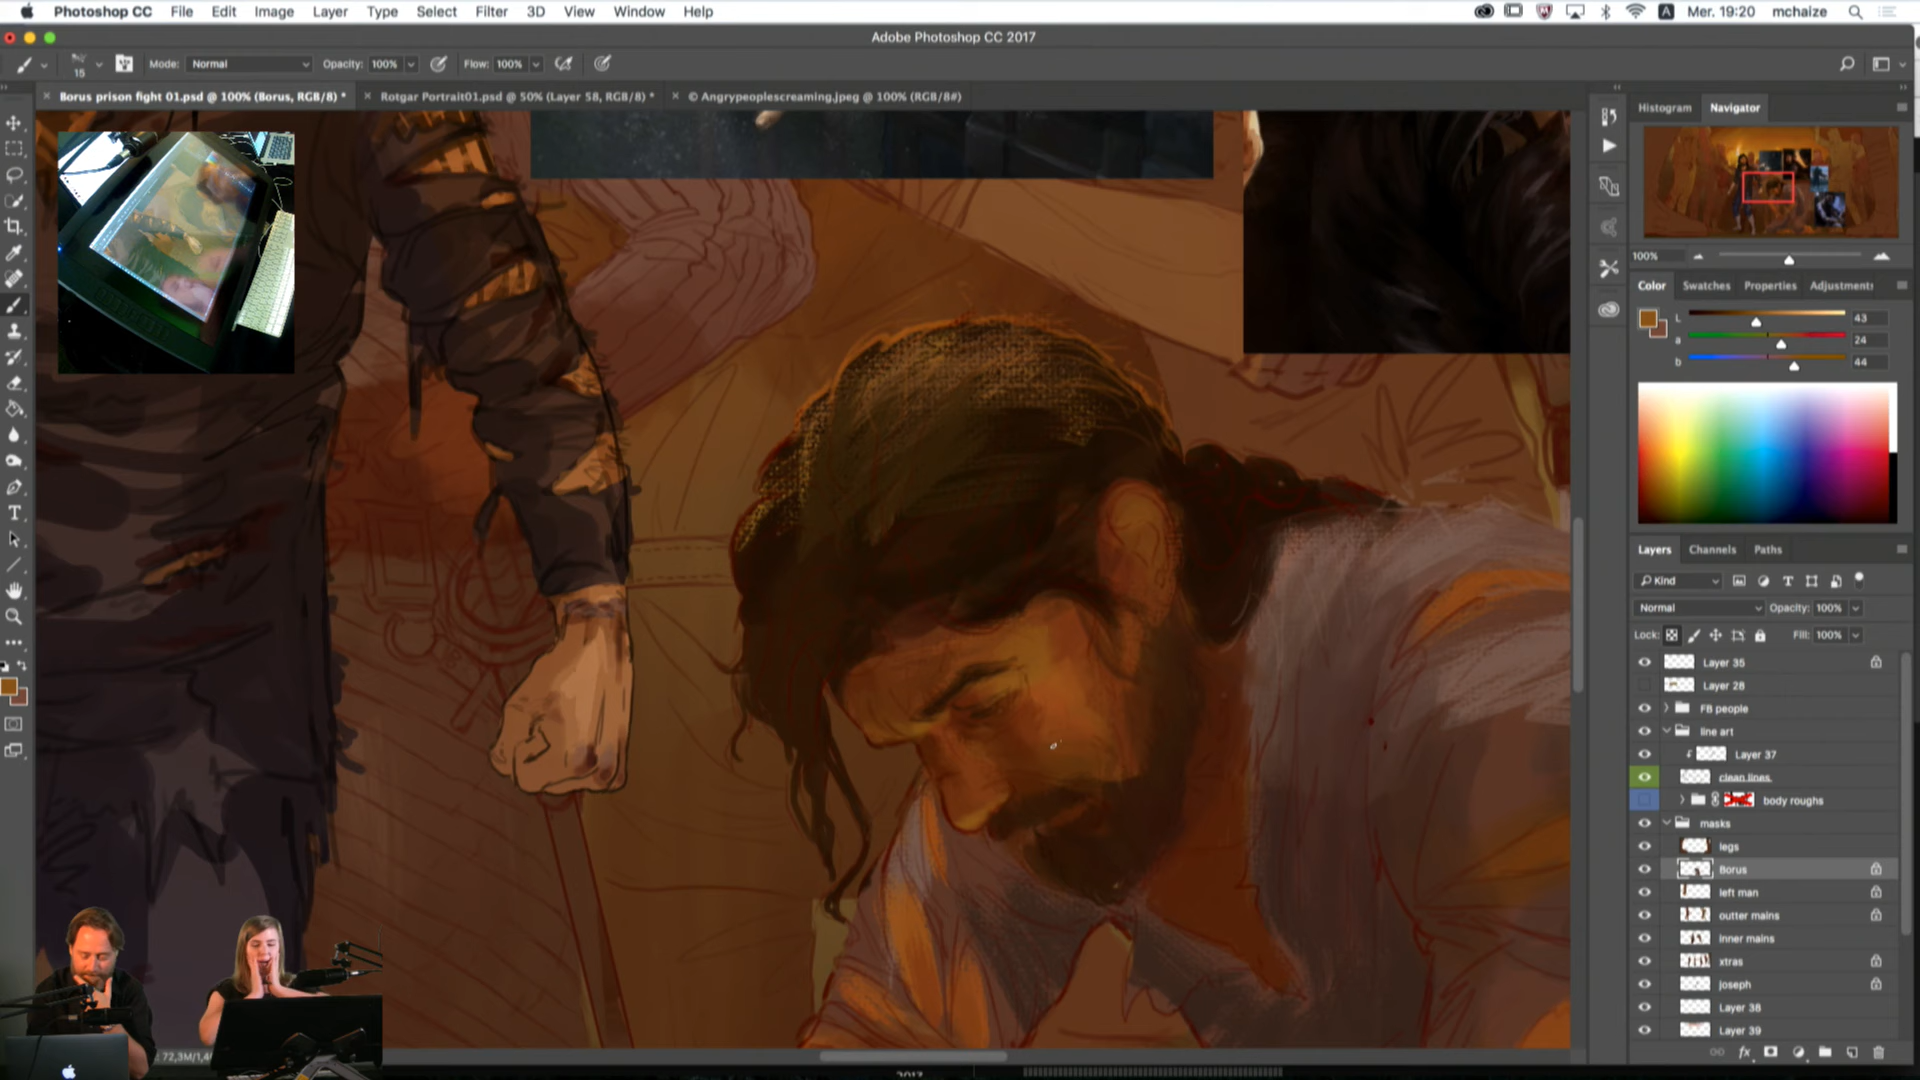 Photoshop CC File Edit Image Layer Type Select Filter 3D View Window Help
A Mer. 19:20 mchaize
Adobe Photoshop CC 2017
15 Mode: Normal Opacity: 100% Flow: 100%
Borus prison fight 01.psd @ 100% (Borus, RGB/8) *
Rotgar Portrait01.psd @ 50% (Layer 58, RGB/8) *
© Angrypeoplescreaming.jpeg @ 100% (RGB/8#)
Histogram Navigator
100%
Color Swatches Properties Adjustments
L 43
a 24
b 44
Layers Channels Paths
Kind
Normal Opacity: 100%
Lock: Fill: 100%
Layer 35
Layer 28
FB people
line art
Layer 37
clean lines
body roughs
masks
legs
Borus
left man
outter mains
inner mains
xtras
joseph
Layer 38
Layer 39
fx